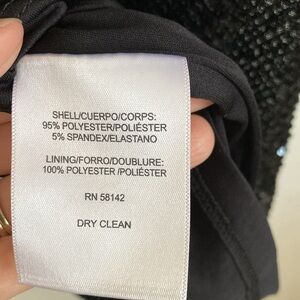 SHELL/CUERPO/CORPS:
95% POLYESTER/POLIÉSTER
5% SPANDEX/ELASTANO
LINING/FORRO/DOUBLURE:
100% POLYESTER /POLIÉSTER
RN 58142
DRY CLEAN